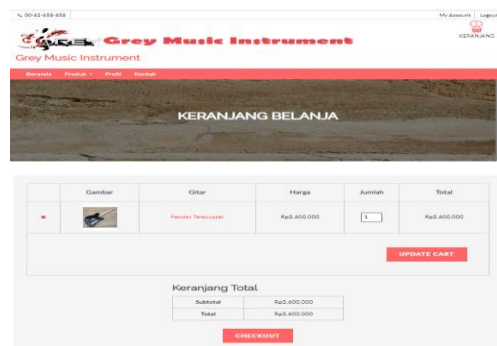 00-62-658-658
My Account Logout
KERANJANG
Grey Music Instrument
Grey Music Instrument
Beranda Produk Profil Kontak
KERANJANG BELANJA
Gambar Gitar Harga Jumlah Total
Fender Telecaster Rp2.600.000 1 Rp2.600.000
UPDATE CART
Keranjang Total
Subtotal Rp2,600.000
Total Rp2.600.000
CHECKOUT